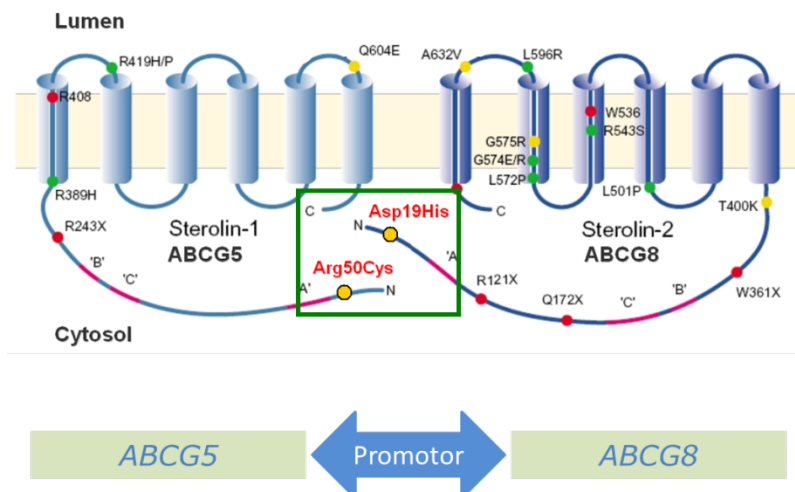 Lumen
R419H/P
Q604E
A632V
L596R
R408
W536
G575R
R543S
G574E/R
L572P
R389H
L501P
T400K
C
C
Sterolin-1
ABCG5
Sterolin-2
ABCG8
N
Asp19His
R243X
'B'
'C'
Arg50Cys
'A
A'
N
R121X
Q172X
'C'
'B'
W361X
Cytosol
ABCG5
Promotor
ABCG8